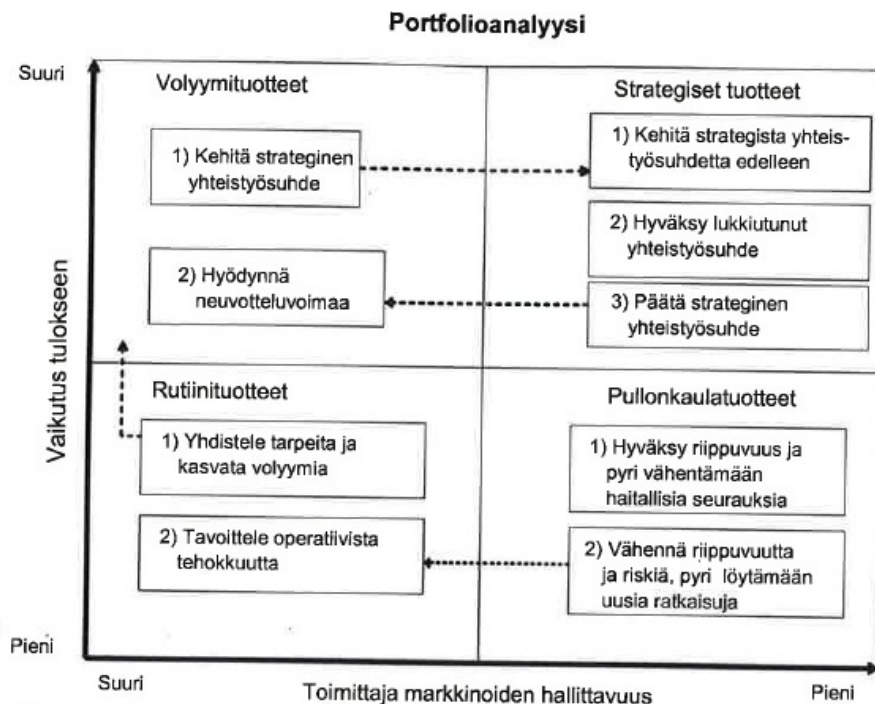 Portfolioanalyysi
Suuri
Vaikutus tulokseen
Pieni
Volyymituotteet
1) Kehitä strateginen
yhteistyösuhde
2) Hyödynnä
neuvotteluvoimaa
Strategiset tuotteet
1) Kehitä strategista yhteis-
työsuhdetta edelleen
2) Hyväksy lukkiutunut
yhteistyösuhde
3) Päätä strateginen
yhteistyösuhde
Rutiinituotteet
1) Yhdistele tarpeita ja
kasvata volyymia
2) Tavoittele operatiivista
tehokkuutta
Pullonkaulatuotteet
1) Hyväksy riippuvuus ja
pyri vähentämään
haitallisia seurauksia
2) Vähennä riippuvuutta
ja riskiä, pyri löytämään
uusia ratkaisuja
Suuri
Toimittaja markkinoiden hallittavuus
Pieni